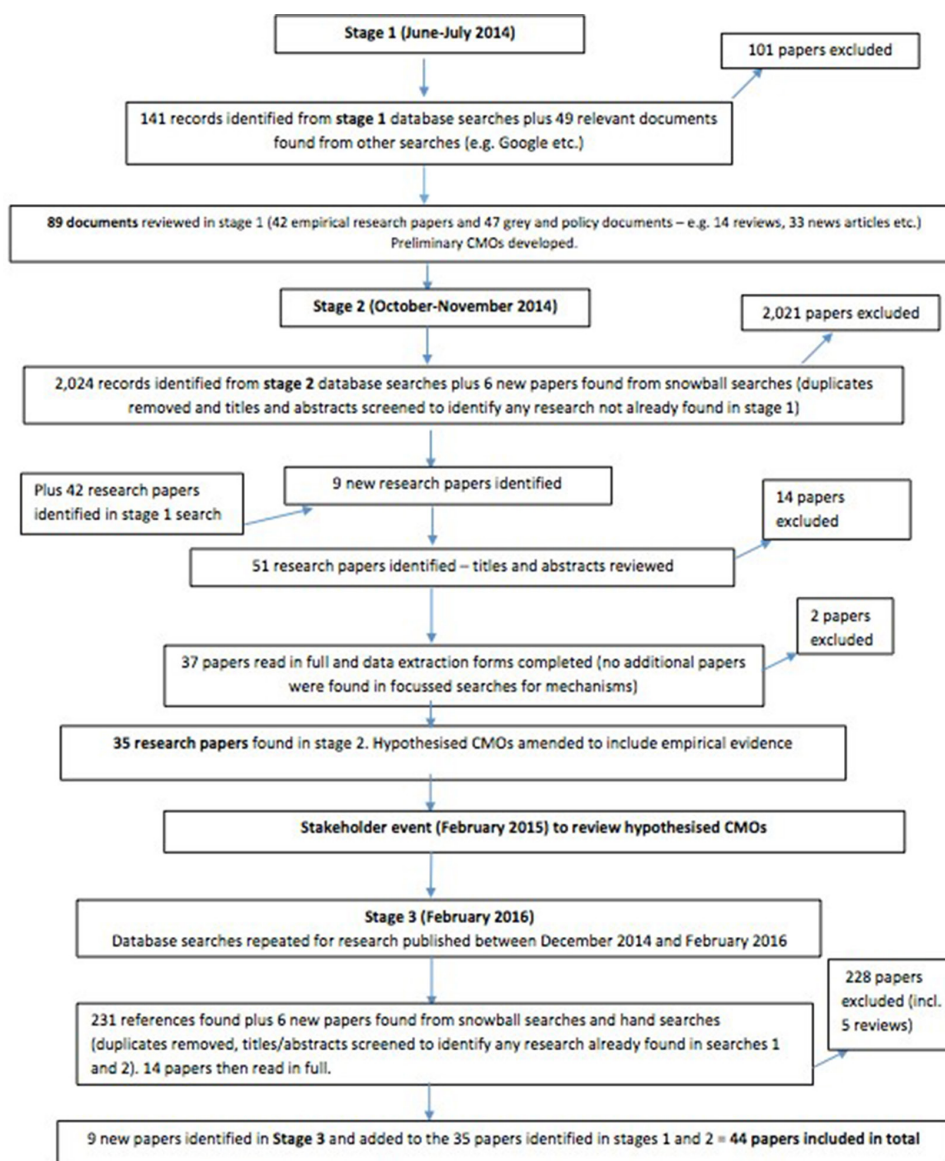 Stage 1 (June-July 2014)
101 papers excluded
141 records identified from stage 1 database searches plus 49 relevant documents
found from other searches (e.g. Google etc.)
89 documents reviewed in stage 1 (42 empirical research papers and 47 grey and policy documents – e.g. 14 reviews, 33 news articles etc.)
Preliminary CMOs developed.
Stage 2 (October-November 2014)
2,021 papers excluded
2,024 records identified from stage 2 database searches plus 6 new papers found from snowball searches (duplicates
removed and titles and abstracts screened to identify any research not already found in stage 1)
9 new research papers identified
Plus 42 research papers
identified in stage 1 search
14 papers
excluded
51 research papers identified – titles and abstracts reviewed
2 papers
excluded
37 papers read in full and data extraction forms completed (no additional papers
were found in focussed searches for mechanisms)
35 research papers found in stage 2. Hypothesised CMOs amended to include empirical evidence
Stakeholder event (February 2015) to review hypothesised CMOs
Stage 3 (February 2016)
Database searches repeated for research published between December 2014 and February 2016
228 papers
excluded (incl.
5 reviews)
231 references found plus 6 new papers found from snowball searches and hand searches
(duplicates removed, titles/abstracts screened to identify any research already found in searches 1
and 2). 14 papers then read in full.
9 new papers identified in Stage 3 and added to the 35 papers identified in stages 1 and 2 = 44 papers included in total